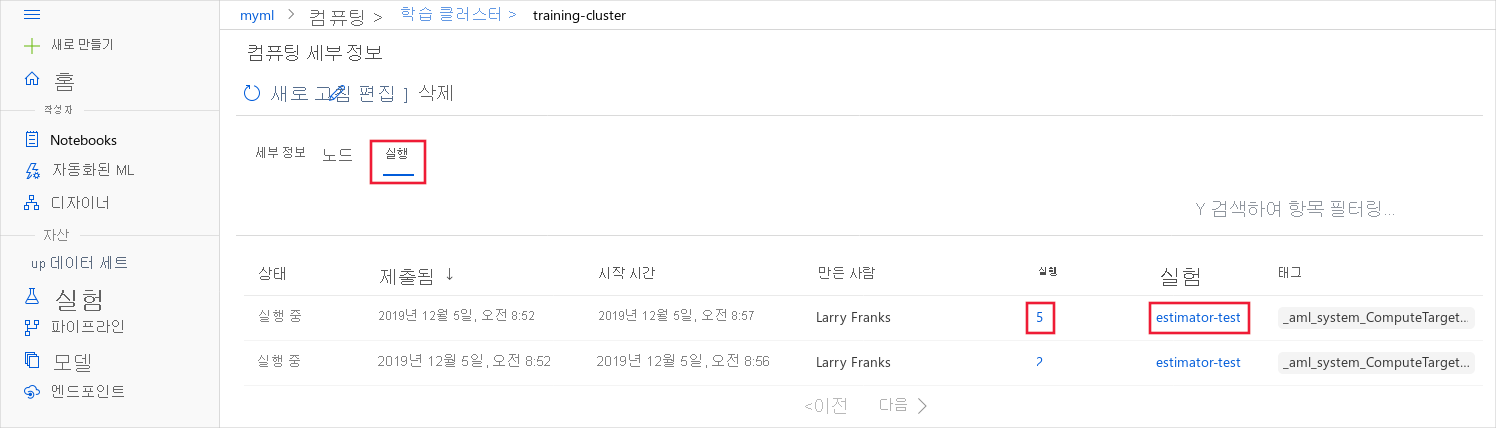 myml > 컴퓨팅 > 학습 클러스터 > training-cluster
새로 만들기
컴퓨팅 세부 정보
홈
새로 고침 편집 ] 삭제
작성자
Notebooks
세부 정보 노드 실행
자동화된 ML
디자이너
Y 검색하여 항목 필터링...
자산
up 데이터 세트
상태 제출됨 ↓ 시작 시간 만든 사람 실행 실험 태그
실험
실행 중 2019년 12월 5일, 오전 8:52 2019년 12월 5일, 오전 8:57 Larry Franks 5 estimator-test _aml_system_ComputeTarget...
파이프라인
모델
실행 중 2019년 12월 5일, 오전 8:52 2019년 12월 5일, 오전 8:56 Larry Franks estimator-test _aml_system_ComputeTarget...
엔드포인트
<이전 다음 >